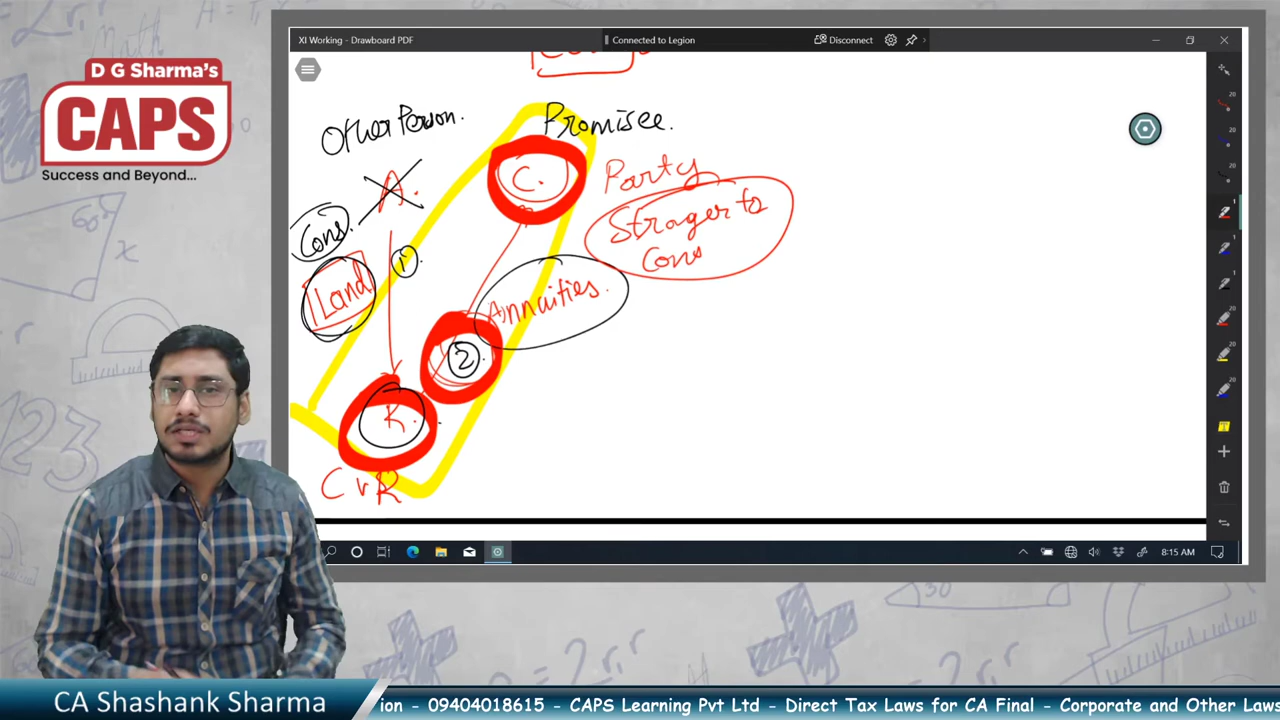 D G Sharma's
CAPS
Success and Beyond...
XI Working - Drawboard PDF
Connected to Legion
Disconnect
Other Person.
Promisee.
A.
C.
Party
Strager to
Cons
Cons.
Land
1
Annuities.
2
R.
C v R
8:15 AM
CA Shashank Sharma
ion - 09404018615 - CAPS Learning Pvt Ltd - Direct Tax Laws for CA Final - Corporate and Other Laws